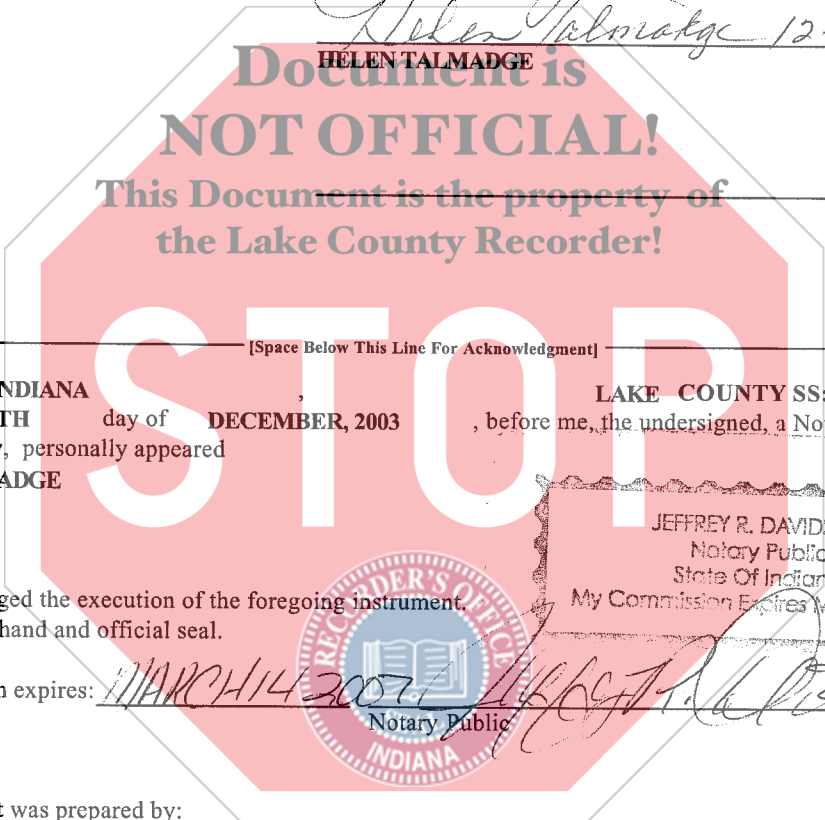 Helen Talmadge 12-
HELEN TALMADGE
Document is
NOT OFFICIAL!
This Document is the property of
the Lake County Recorder!
STOP
[Space Below This Line For Acknowledgment]
NDIANA , LAKE COUNTY SS:
TH day of DECEMBER, 2003 , before me, the undersigned, a No
, personally appeared
ADGE
JEFFREY R. DAVID
Notary Public
State Of Indian
My Commission Expires M
ged the execution of the foregoing instrument.
hand and official seal.
n expires: MARCH 14 2007
Notary Public
RECORDER'S OFFICE
INDIANA
t was prepared by: